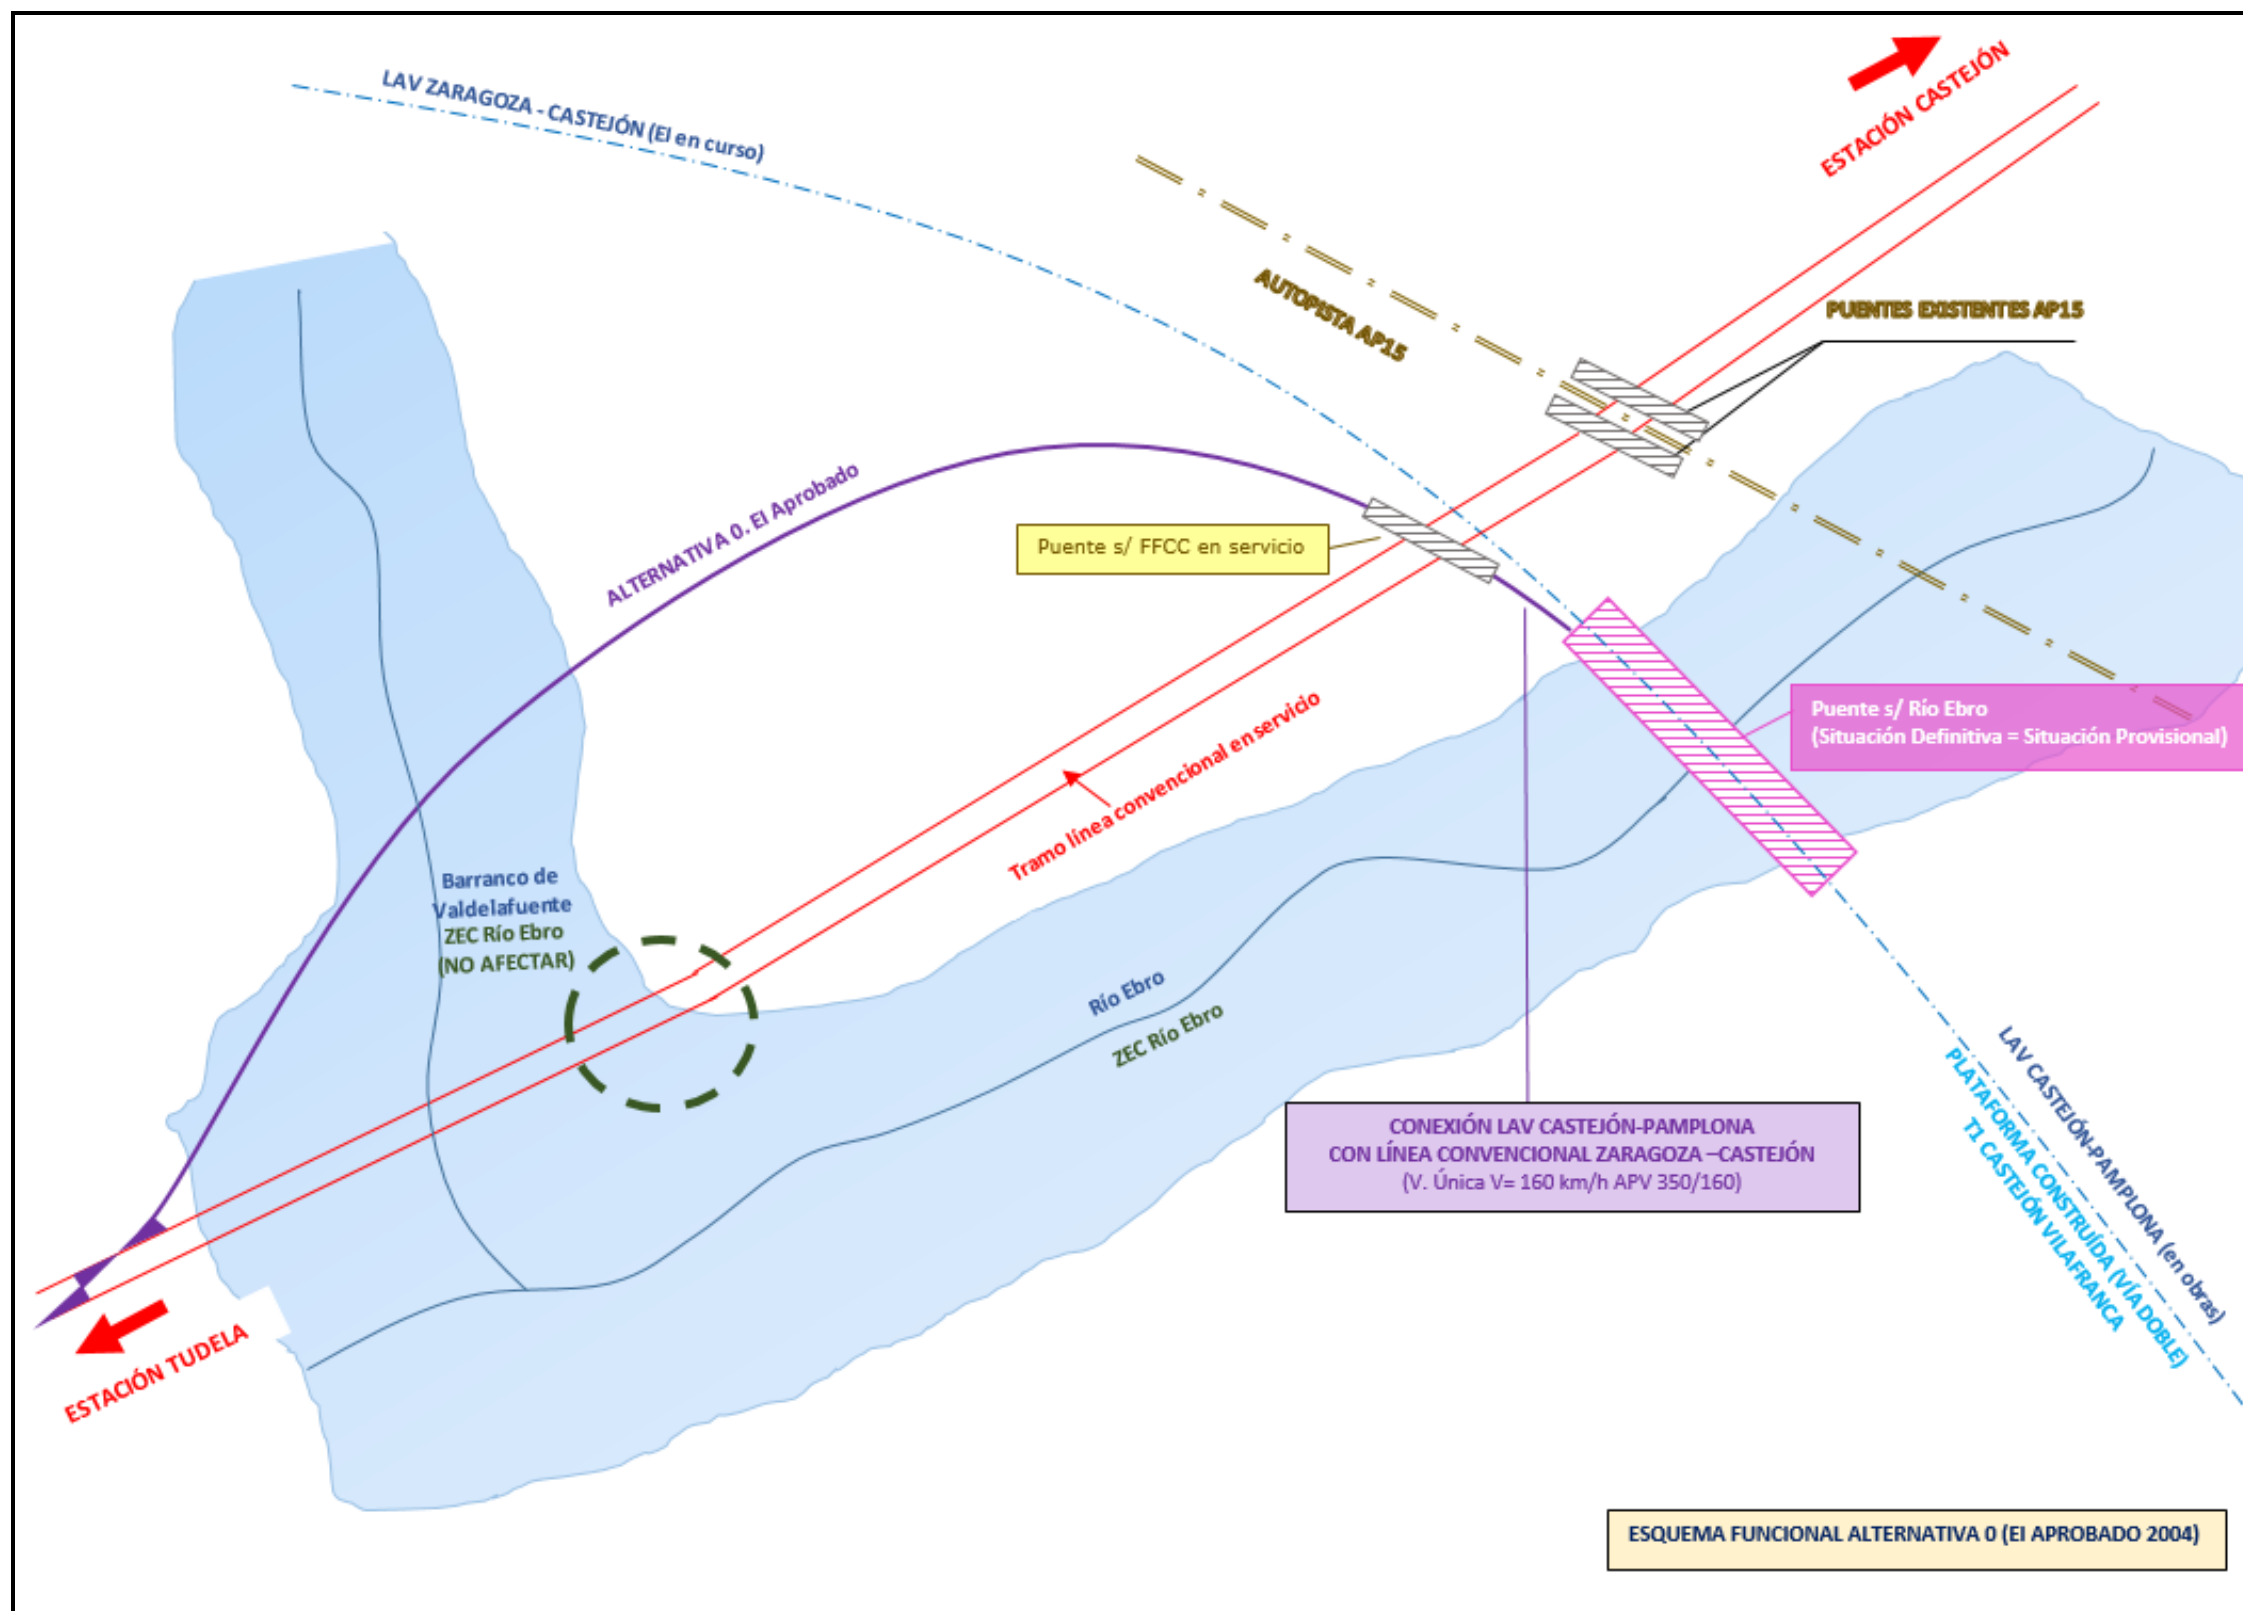 LAV ZARAGOZA - CASTEJÓN (EI en curso)
ESTACIÓN CASTEJÓN
AUTOPISTA AP15
PUENTES EXISTENTES AP15
ALTERNATIVA 0. EI Aprobado
Puente s/ FFCC en servicio
Puente s/ Río Ebro
(Situación Definitiva = Situación Provisional)
Tramo línea convencional en servicio
Barranco de
Valdelafuente
ZEC Río Ebro
(NO AFECTAR)
Río Ebro
ZEC Río Ebro
LAV CASTEJÓN-PAMPLONA (en obras)
PLATAFORMA CONSTRUÍDA (VÍA DOBLE)
T1 CASTEJÓN VILAFRANCA
CONEXIÓN LAV CASTEJÓN-PAMPLONA
CON LÍNEA CONVENCIONAL ZARAGOZA –CASTEJÓN
(V. Única V= 160 km/h APV 350/160)
ESTACIÓN TUDELA
ESQUEMA FUNCIONAL ALTERNATIVA 0 (EI APROBADO 2004)